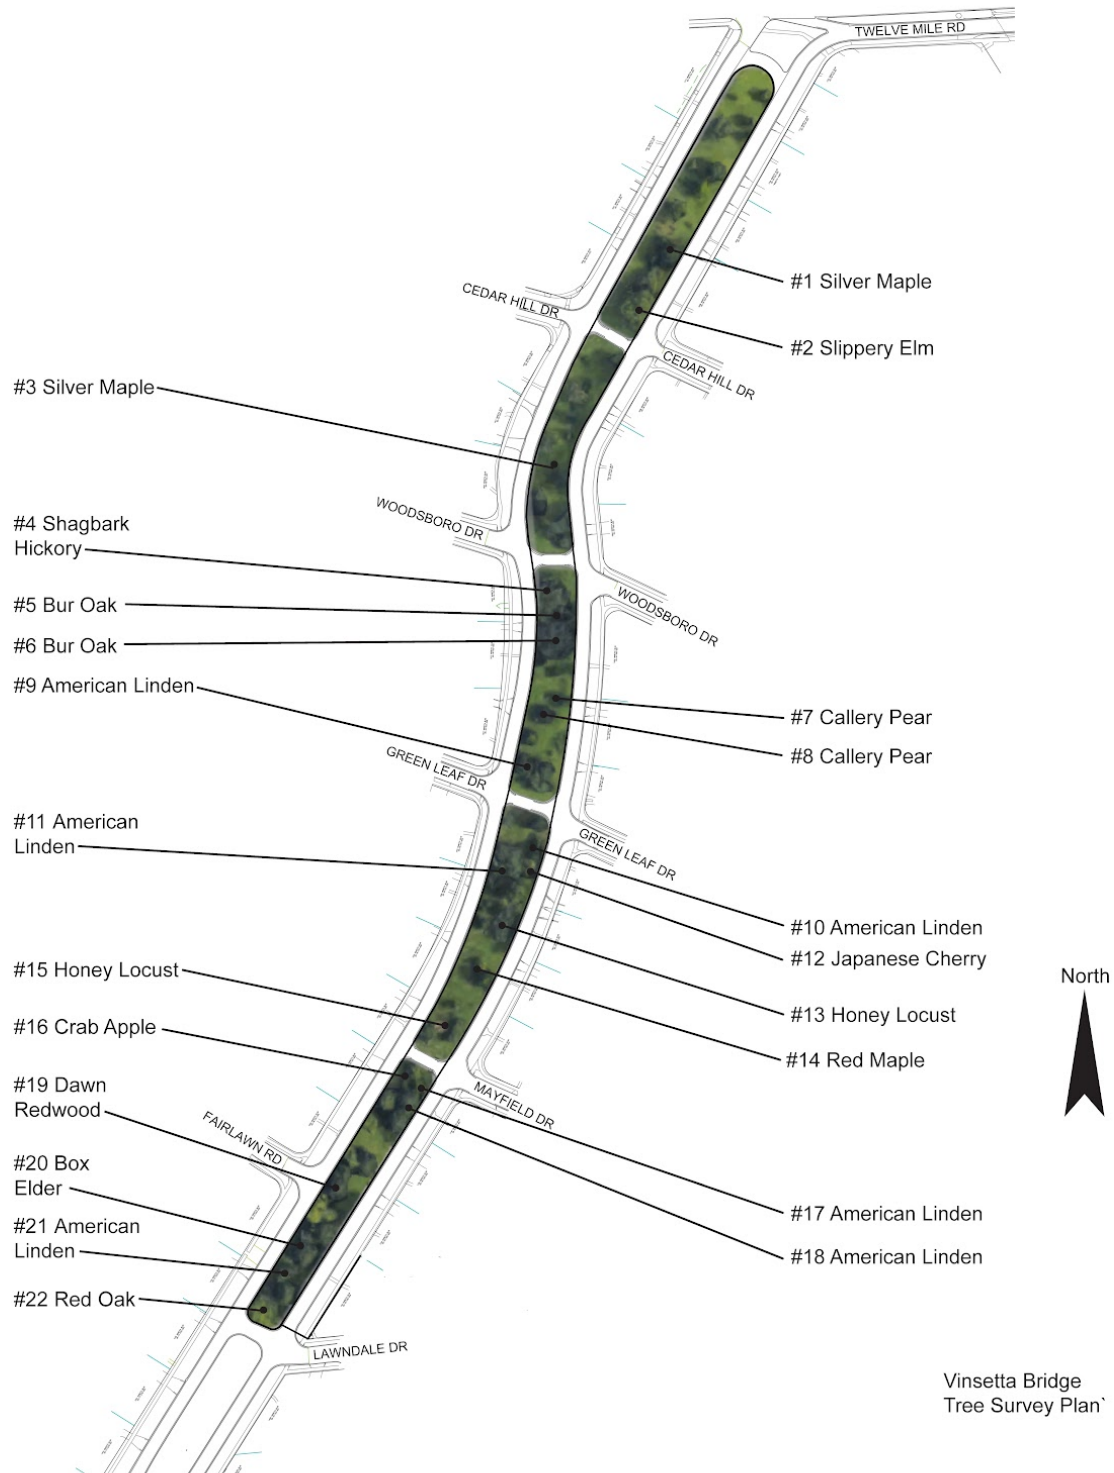 TWELVE MILE RD
#1 Silver Maple
CEDAR HILL DR
#2 Slippery Elm
CEDAR HILL DR
#3 Silver Maple
WOODSBORO DR
#4 Shagbark
Hickory
#5 Bur Oak
WOODSBORO DR
#6 Bur Oak
#9 American Linden
#7 Callery Pear
#8 Callery Pear
GREEN LEAF DR
#11 American
Linden
GREEN LEAF DR
#10 American Linden
#12 Japanese Cherry
#15 Honey Locust
North
#13 Honey Locust
#16 Crab Apple
#14 Red Maple
#19 Dawn
Redwood
MAYFIELD DR
FAIRLAWN RD
#20 Box
Elder
#17 American Linden
#21 American
Linden
#18 American Linden
#22 Red Oak
LAWNDALE DR
Vinsetta Bridge
Tree Survey Plan`